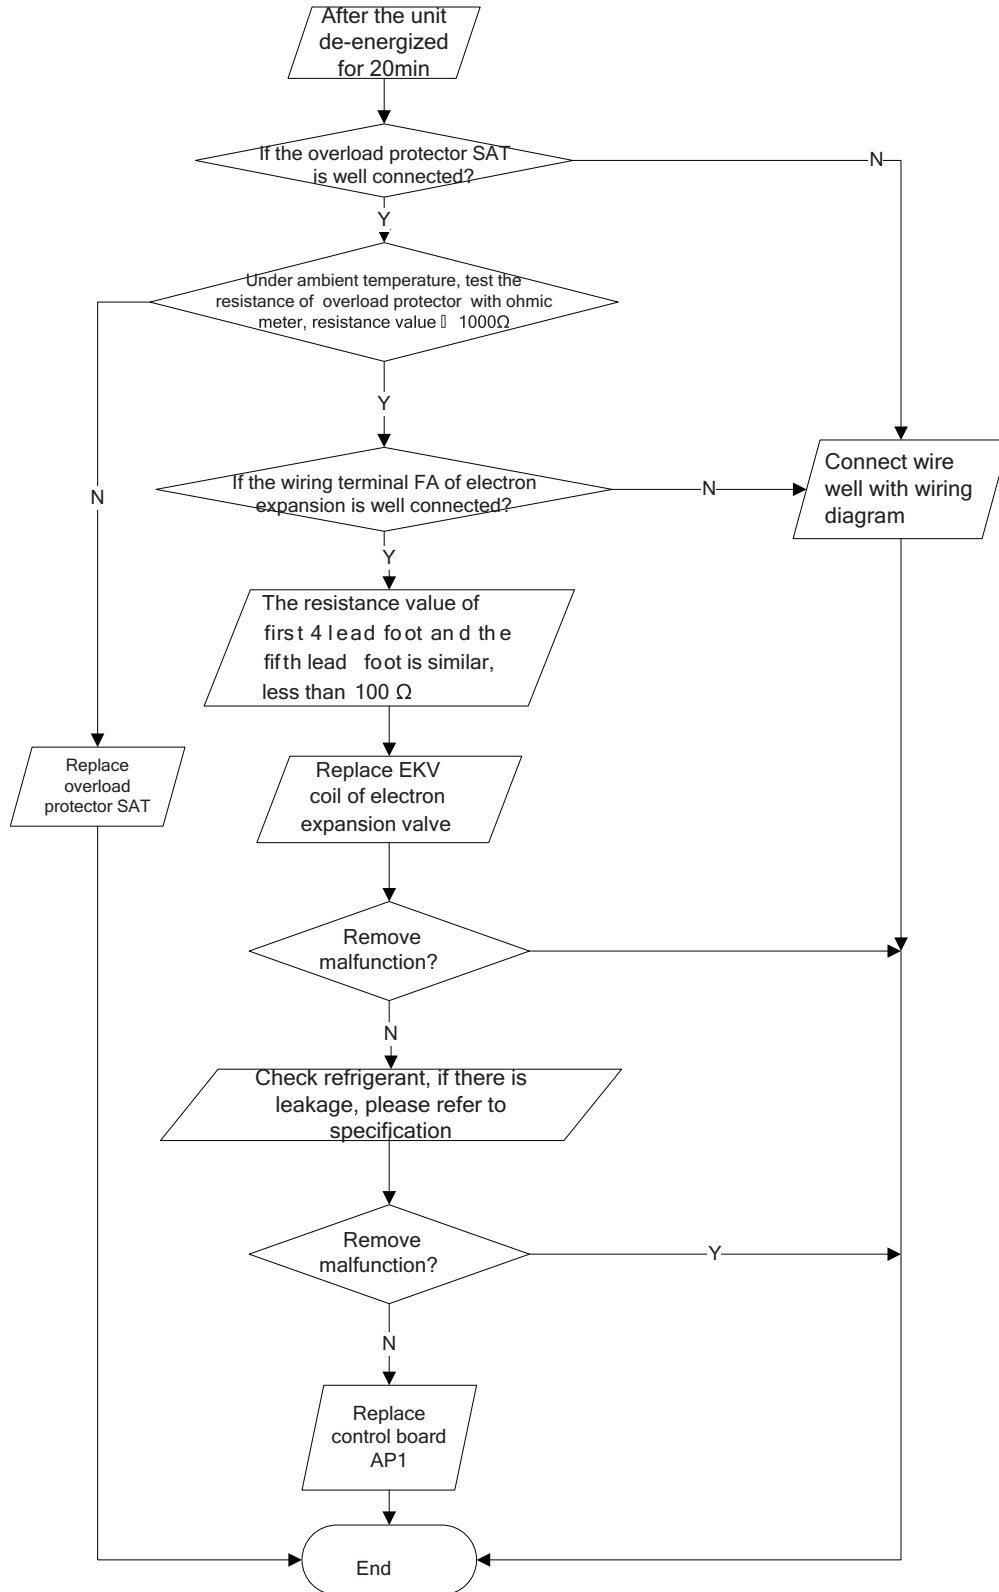 After the unit
de-energized
for 20min
If the overload protector SAT
is well connected?
N
Y
Under ambient temperature, test the
resistance of overload protector with ohmic
meter, resistance value 1000Ω
Y
N
If the wiring terminal FA of electron
expansion is well connected?
N
Connect wire
well with wiring
diagram
Y
The resistance value of
first 4 lead foot and the
fifth lead foot is similar,
less than 100 Ω
Replace
overload
protector SAT
Replace EKV
coil of electron
expansion valve
Remove
malfunction?
N
Check refrigerant, if there is
leakage, please refer to
specification
Remove
malfunction?
Y
N
Replace
control board
AP1
End